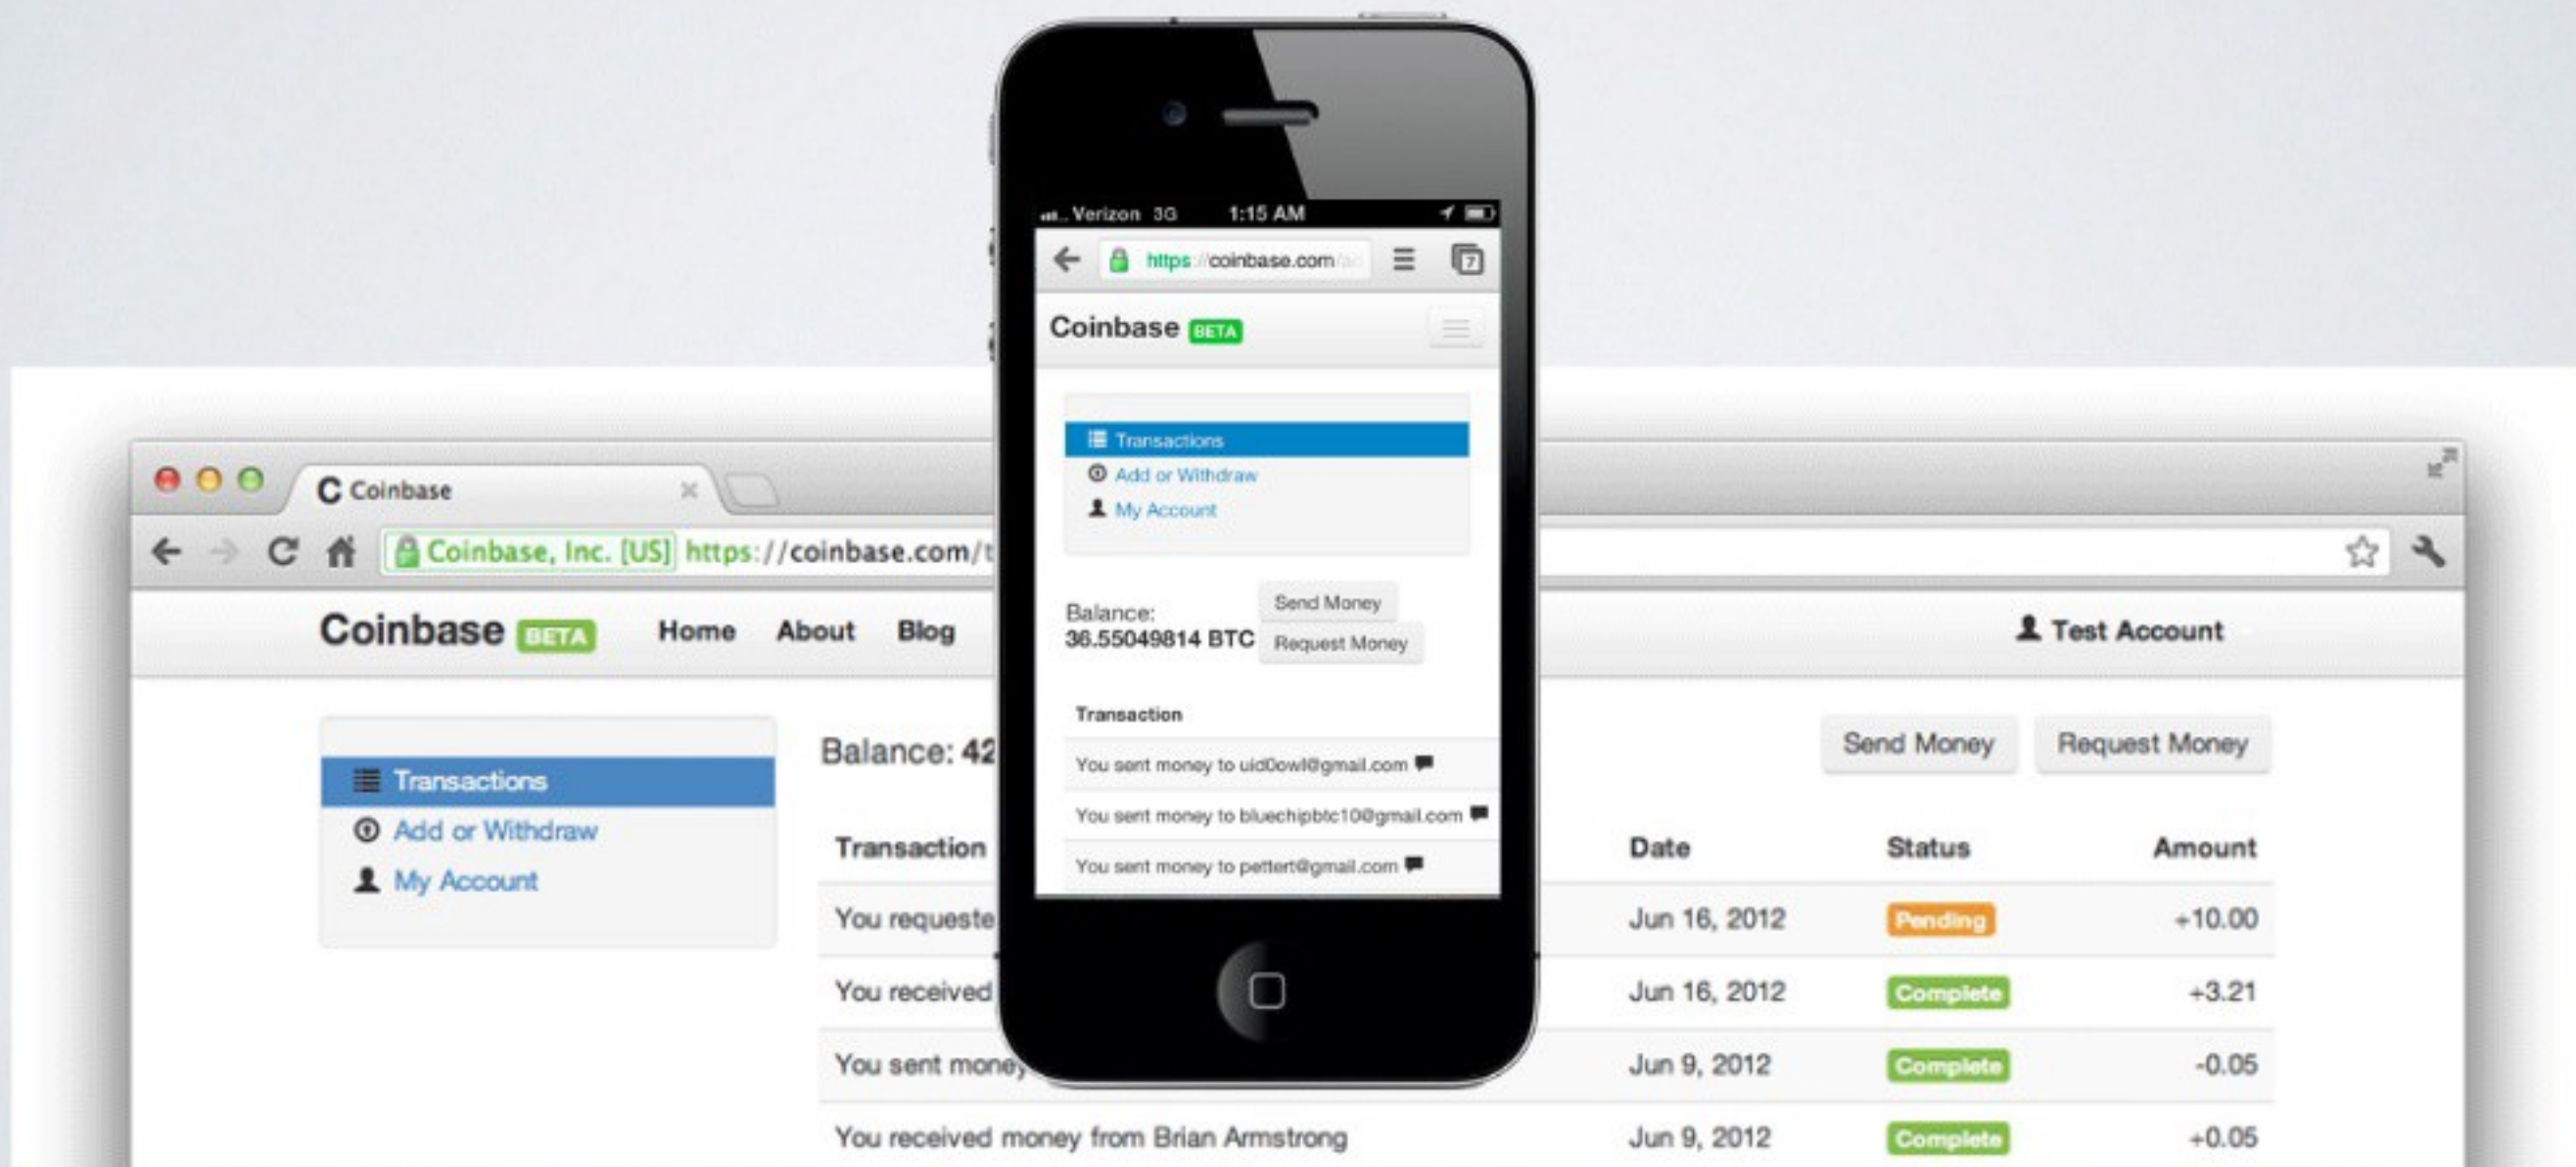 Verizon 3G 1:15 AM
https://coinbase.com/
7
Coinbase BETA
Transactions
Add or Withdraw
My Account
Balance:
36.55049814 BTC
Send Money
Request Money
Transaction
You sent money to uid0owl@gmail.com
You sent money to bluechipbtc10@gmail.com
You sent money to pettert@gmail.com
C Coinbase
Coinbase, Inc. [US] https://coinbase.com/t
Coinbase BETA Home About Blog Test Account
Transactions
Add or Withdraw
My Account
Balance: 42 Send Money Request Money
Transaction Date Status Amount
You requeste Jun 16, 2012 Pending +10.00
You received Jun 16, 2012 Complete +3.21
You sent money Jun 9, 2012 Complete -0.05
You received money from Brian Armstrong Jun 9, 2012 Complete +0.05